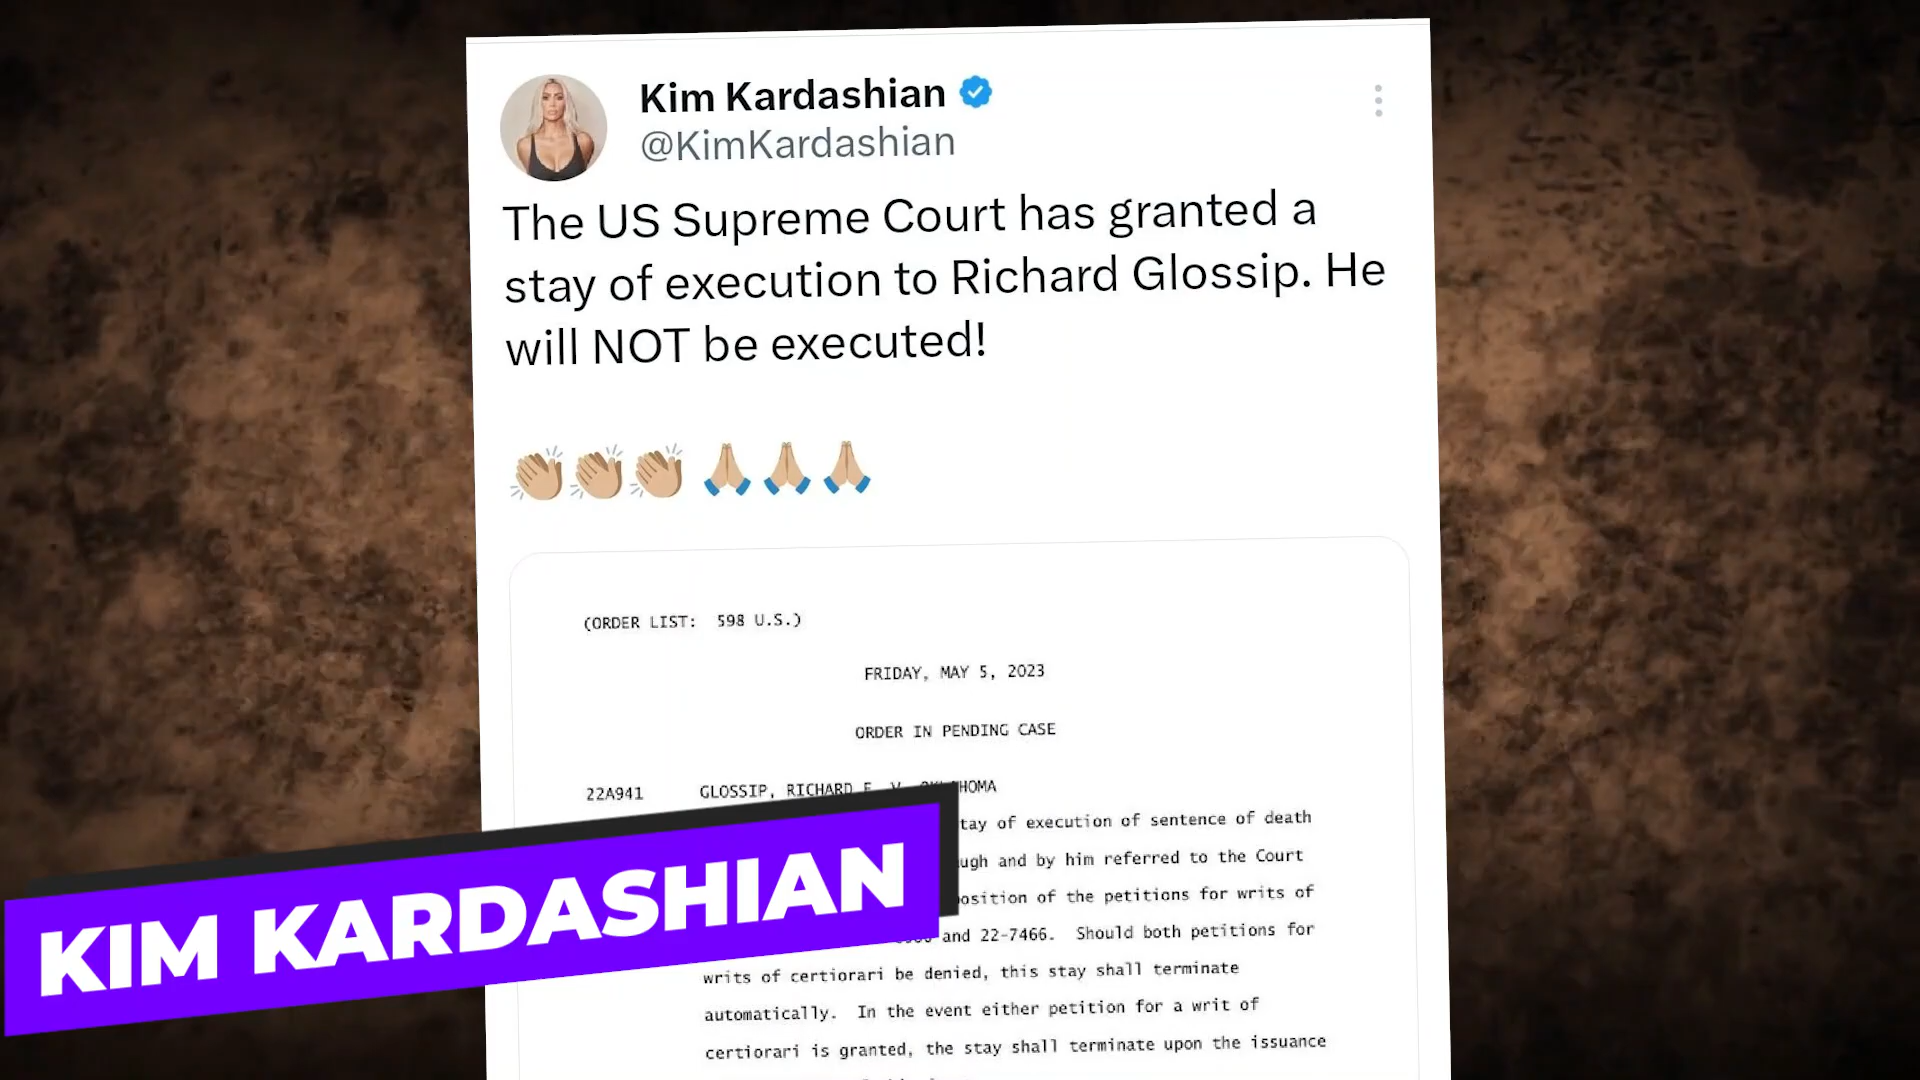 Kim Kardashian
@KimKardashian
The US Supreme Court has granted a
stay of execution to Richard Glossip. He
will NOT be executed!
👏🏼👏🏼👏🏼 🙏🏼🙏🏼🙏🏼
(ORDER LIST: 598 U.S.)
FRIDAY, MAY 5, 2023
ORDER IN PENDING CASE
22A941 GLOSSIP, RICHARD E. V. OKLAHOMA
stay of execution of sentence of death
and by him referred to the Court
of the petitions for writs of
and 22-7466. Should both petitions for
writs of certiorari be denied, this stay shall terminate
automatically. In the event either petition for a writ of
certiorari is granted, the stay shall terminate upon the issuance
KIM KARDASHIAN